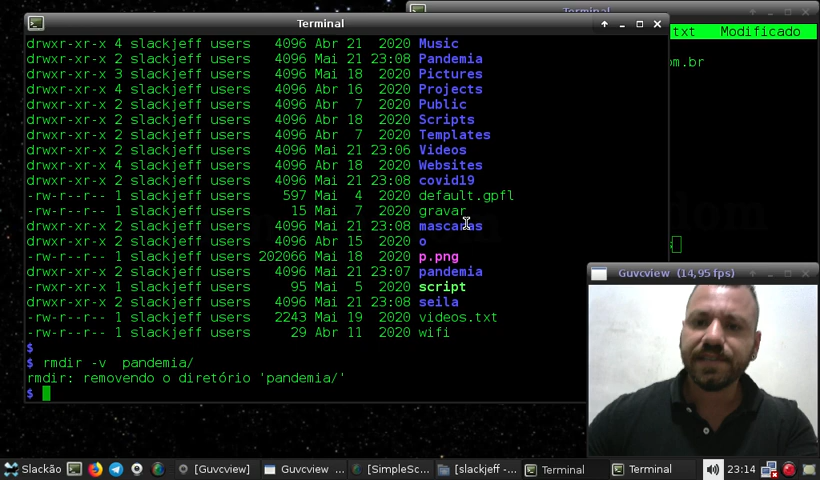 Terminal
Terminal
txt   Modificado
om.br
drwxr-xr-x 4 slackjeff users   4096 Abr 21  2020 Music
drwxr-xr-x 2 slackjeff users   4096 Mai 21 23:08 Pandemia
drwxr-xr-x 3 slackjeff users   4096 Mai 18  2020 Pictures
drwxr-xr-x 4 slackjeff users   4096 Abr 16  2020 Projects
drwxr-xr-x 2 slackjeff users   4096 Abr  7  2020 Public
drwxr-xr-x 2 slackjeff users   4096 Abr 18  2020 Scripts
drwxr-xr-x 2 slackjeff users   4096 Abr  7  2020 Templates
drwxr-xr-x 2 slackjeff users   4096 Mai 21 23:06 Videos
drwxr-xr-x 4 slackjeff users   4096 Abr 18  2020 Websites
drwxr-xr-x 2 slackjeff users   4096 Mai 21 23:08 covid19
-rw-r--r-- 1 slackjeff users    597 Mai  4  2020 default.gpfl
-rw-r--r-- 1 slackjeff users     15 Mai  7  2020 gravar
drwxr-xr-x 2 slackjeff users   4096 Mai 21 23:08 mascaras
drwxr-xr-x 2 slackjeff users   4096 Abr 15  2020 o
-rw-r--r-- 1 slackjeff users 202066 Mai 18  2020 p.png
drwxr-xr-x 2 slackjeff users   4096 Mai 21 23:07 pandemia
-rwxr-xr-x 1 slackjeff users     95 Mai  5  2020 script
drwxr-xr-x 2 slackjeff users   4096 Mai 21 23:08 seila
-rw-r--r-- 1 slackjeff users   2243 Mai 19  2020 videos.txt
-rw-r--r-- 1 slackjeff users     29 Abr 11  2020 wifi
$
$ rmdir -v  pandemia/
rmdir: removendo o diretório 'pandemia/'
$
Guvcview  (14,95 fps)
Slackão [Guvcview] Guvcview ... [SimpleSc... [slackjeff -... Terminal Terminal 23:14